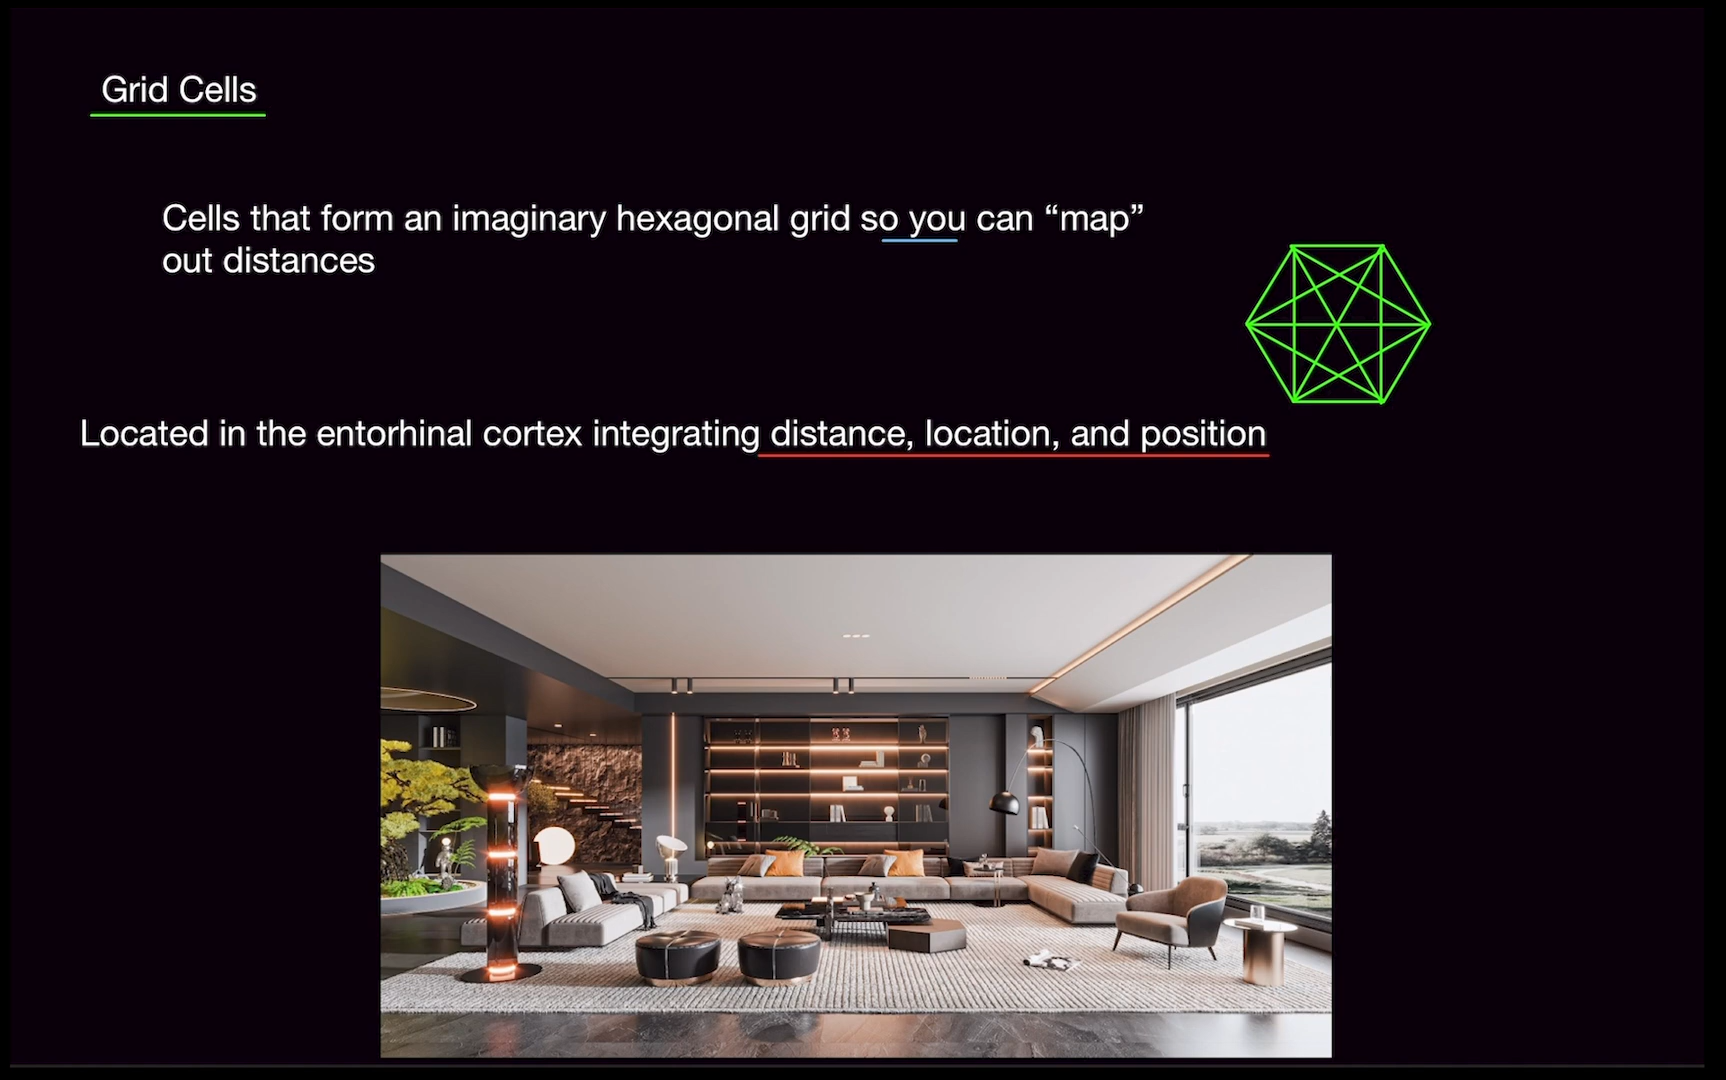 Grid Cells
Cells that form an imaginary hexagonal grid so you can “map”
out distances
Located in the entorhinal cortex integrating distance, location, and position